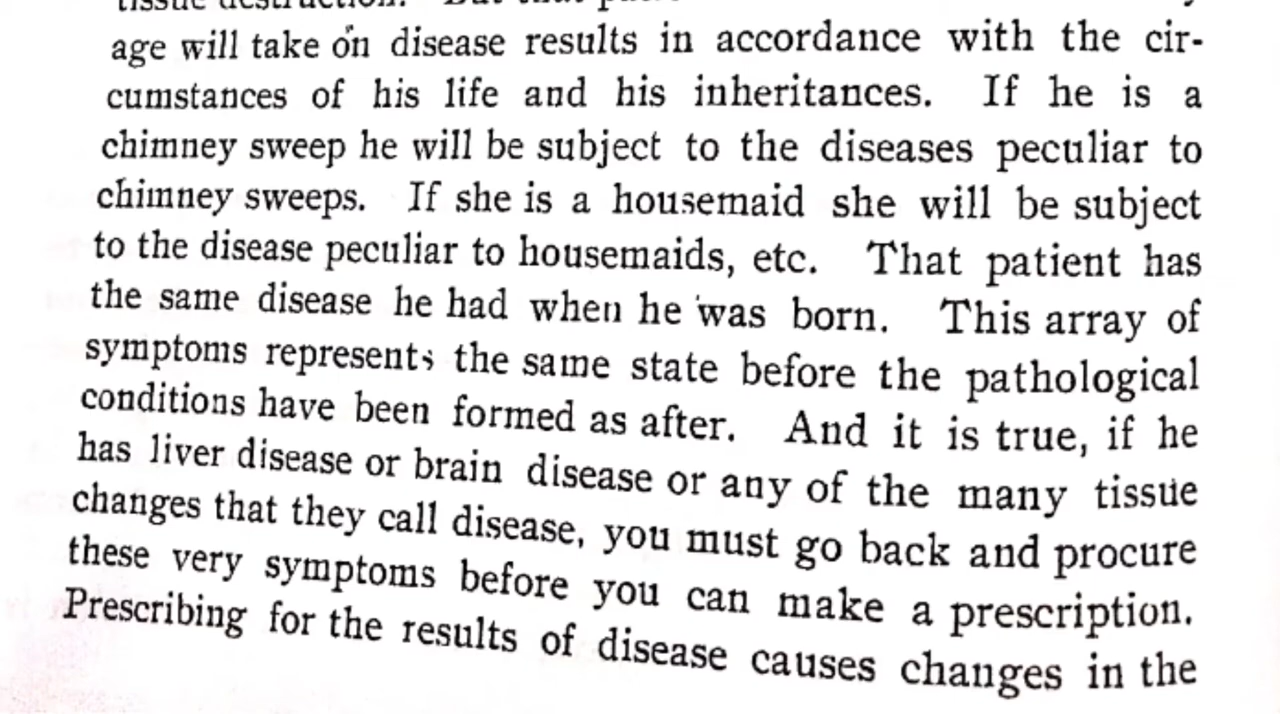 tissue destruction. But that
age will take on disease results in accordance with the cir-
cumstances of his life and his inheritances. If he is a
chimney sweep he will be subject to the diseases peculiar to
chimney sweeps. If she is a housemaid she will be subject
to the disease peculiar to housemaids, etc. That patient has
the same disease he had when he was born. This array of
symptoms represents the same state before the pathological
conditions have been formed as after. And it is true, if he
has liver disease or brain disease or any of the many tissue
changes that they call disease, you must go back and procure
these very symptoms before you can make a prescription.
Prescribing for the results of disease causes changes in the